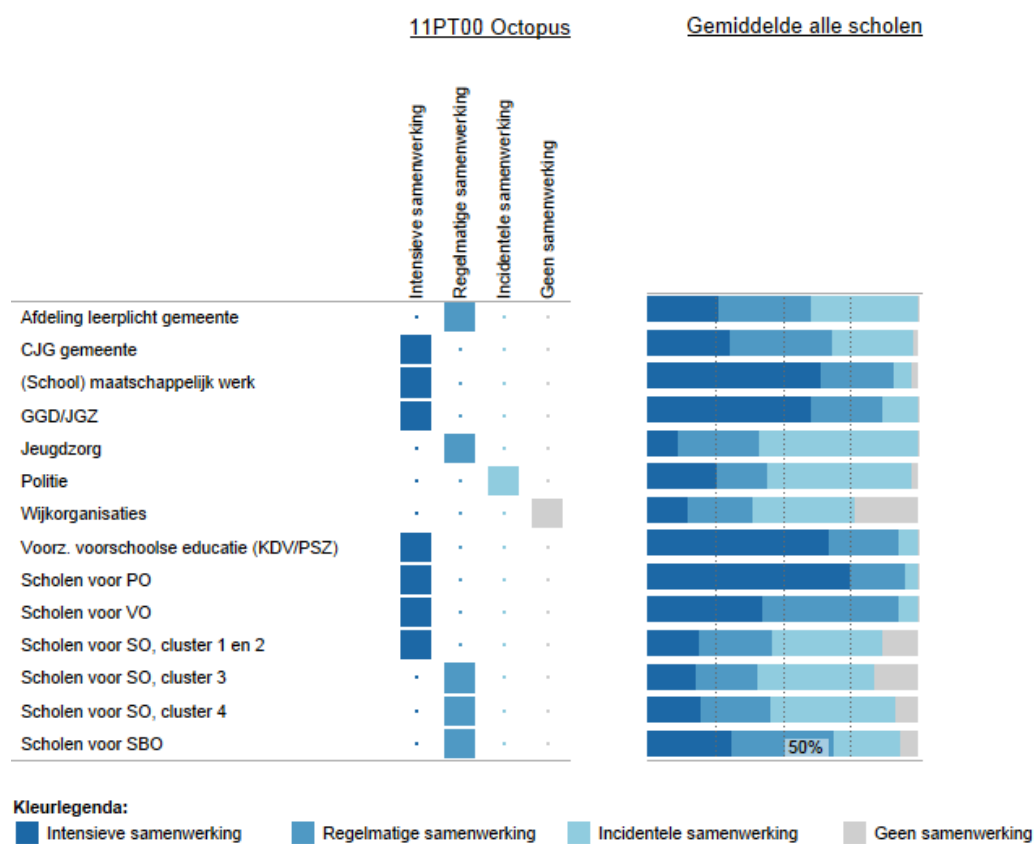 11PT00 Octopus
Gemiddelde alle scholen
Intensieve samenwerking
Regelmatige samenwerking
Incidentele samenwerking
Geen samenwerking
Afdeling leerplicht gemeente
CJG gemeente
(School) maatschappelijk werk
GGD/JGZ
Jeugdzorg
Politie
Wijkorganisaties
Voorz. voorschoolse educatie (KDV/PSZ)
Scholen voor PO
Scholen voor VO
Scholen voor SO, cluster 1 en 2
Scholen voor SO, cluster 3
Scholen voor SO, cluster 4
Scholen voor SBO
50%
Kleurlegenda:
Intensieve samenwerking
Regelmatige samenwerking
Incidentele samenwerking
Geen samenwerking